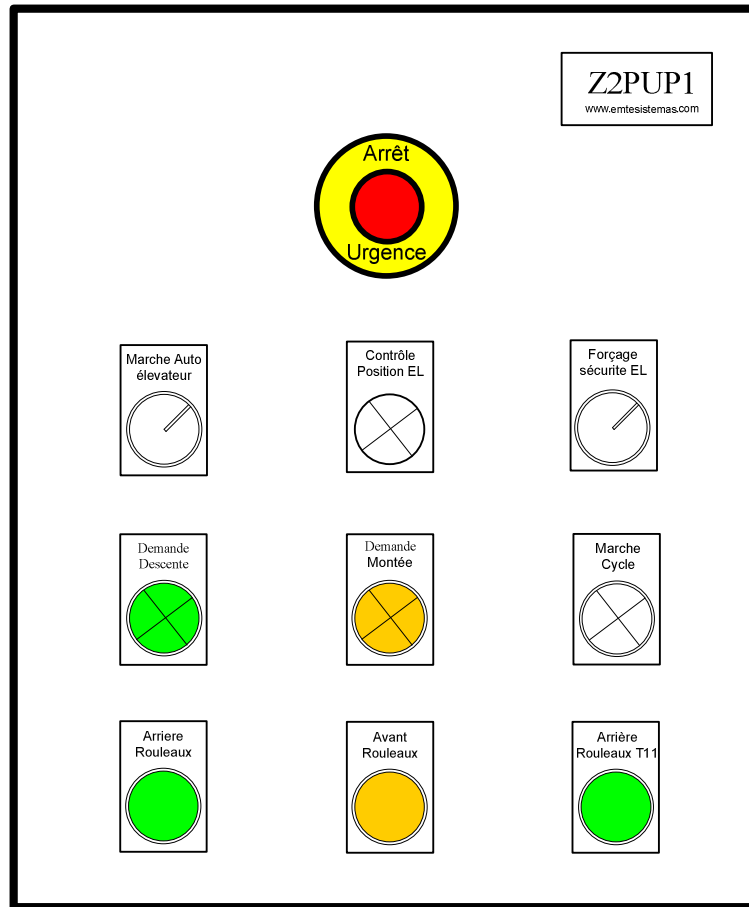 Z2PUP1
www.emtesistemas.com
Arrêt
Urgence
Marche Auto
élevateur
Contrôle
Position EL
Forçage
sécurite EL
Demande
Descente
Demande
Montée
Marche
Cycle
Arriere
Rouleaux
Avant
Rouleaux
Arrière
Rouleaux T11